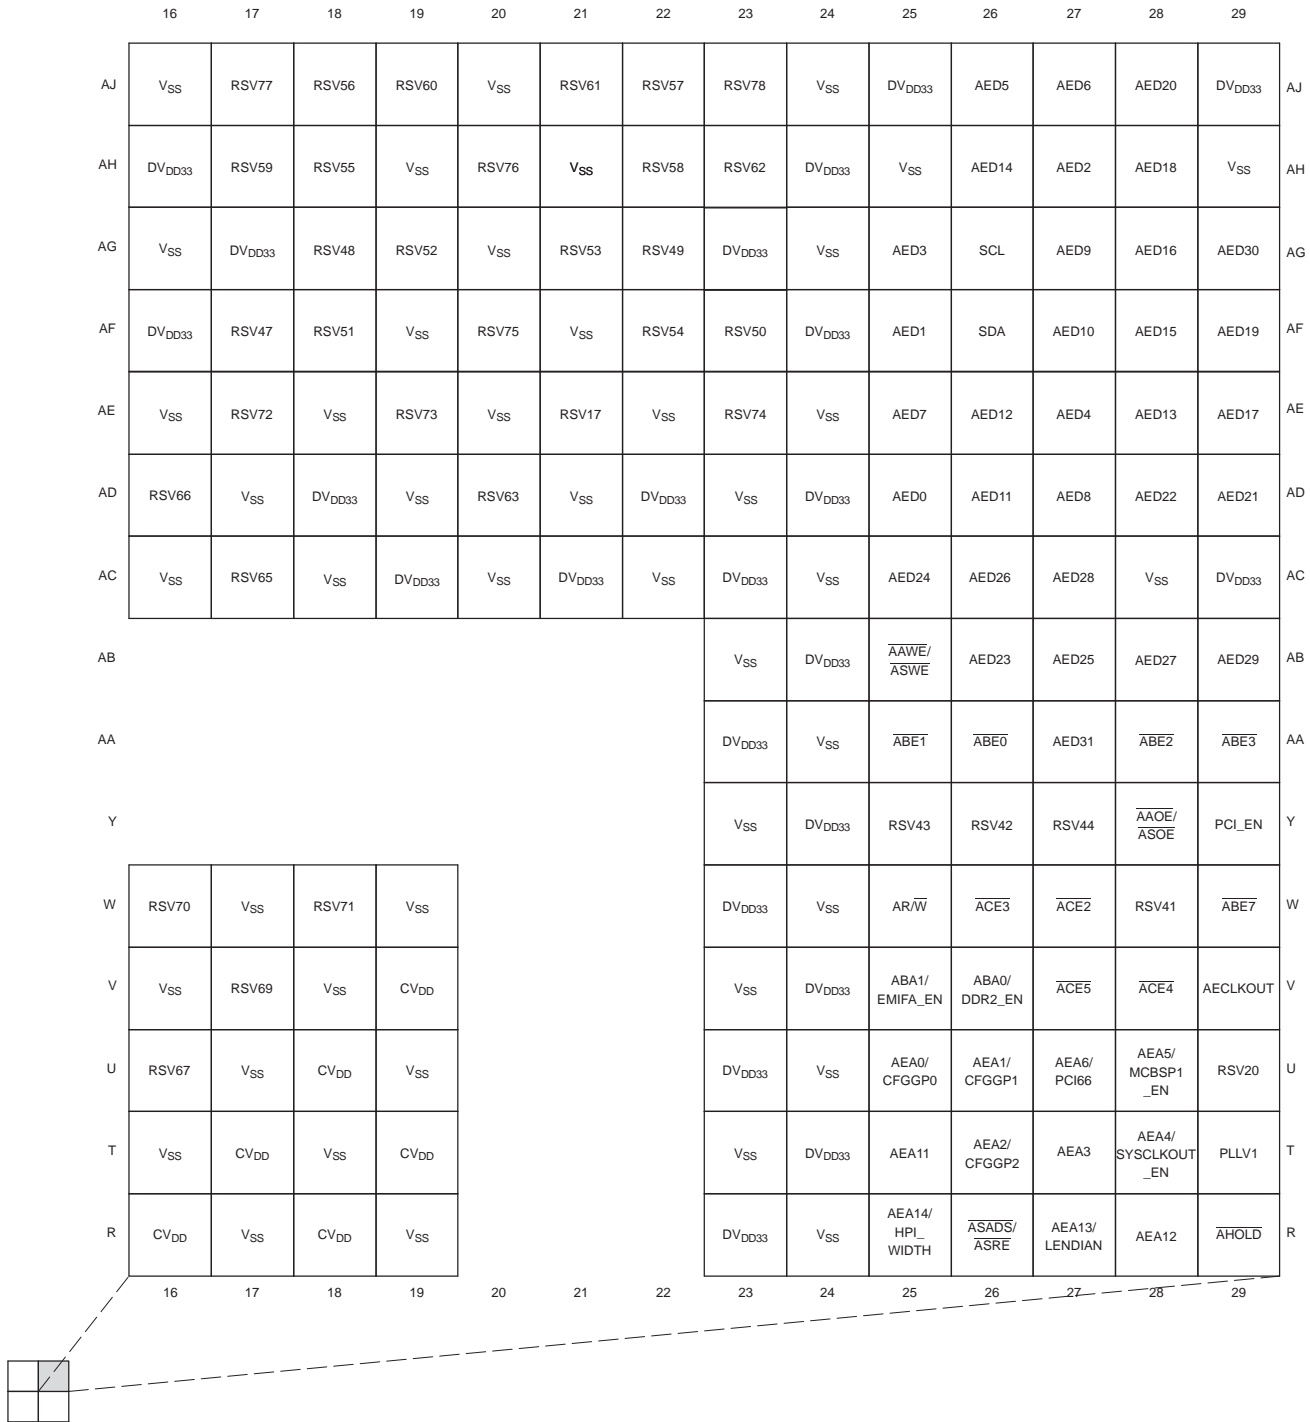 16 17 18 19 20 21 22 23 24 25 26 27 28 29
AJ VSS RSV77 RSV56 RSV60 VSS RSV61 RSV57 RSV78 VSS DVDD33 AED5 AED6 AED20 DVDD33 AJ
AH DVDD33 RSV59 RSV55 VSS RSV76 VSS RSV58 RSV62 DVDD33 VSS AED14 AED2 AED18 VSS AH
AG VSS DVDD33 RSV48 RSV52 VSS RSV53 RSV49 DVDD33 VSS AED3 SCL AED9 AED16 AED30 AG
AF DVDD33 RSV47 RSV51 VSS RSV75 VSS RSV54 RSV50 DVDD33 AED1 SDA AED10 AED15 AED19 AF
AE VSS RSV72 VSS RSV73 VSS RSV17 VSS RSV74 VSS AED7 AED12 AED4 AED13 AED17 AE
AD RSV66 VSS DVDD33 VSS RSV63 VSS DVDD33 VSS DVDD33 AED0 AED11 AED8 AED22 AED21 AD
AC VSS RSV65 VSS DVDD33 VSS DVDD33 VSS DVDD33 VSS AED24 AED26 AED28 VSS DVDD33 AC
AB VSS DVDD33 AAWE/ ASWE AED23 AED25 AED27 AED29 AB
AA DVDD33 VSS ABE1 ABE0 AED31 ABE2 ABE3 AA
Y VSS DVDD33 RSV43 RSV42 RSV44 AAOE/ ASOE PCI_EN Y
W RSV70 VSS RSV71 VSS DVDD33 VSS AR/W ACE3 ACE2 RSV41 ABE7 W
V VSS RSV69 VSS CVDD VSS DVDD33 ABA1/ EMIFA_EN ABA0/ DDR2_EN ACE5 ACE4 AECLKOUT V
U RSV67 VSS CVDD VSS DVDD33 VSS AEA0/ CFGGP0 AEA1/ CFGGP1 AEA6/ PCI66 AEA5/ MCBSP1 _EN RSV20 U
T VSS CVDD VSS CVDD VSS DVDD33 AEA11 AEA2/ CFGGP2 AEA3 AEA4/ SYSCLKOUT _EN PLLV1 T
R CVDD VSS CVDD VSS DVDD33 VSS AEA14/ HPI_ WIDTH ASADS/ ASRE AEA13/ LENDIAN AEA12 AHOLD R
16 17 18 19 20 21 22 23 24 25 26 27 28 29